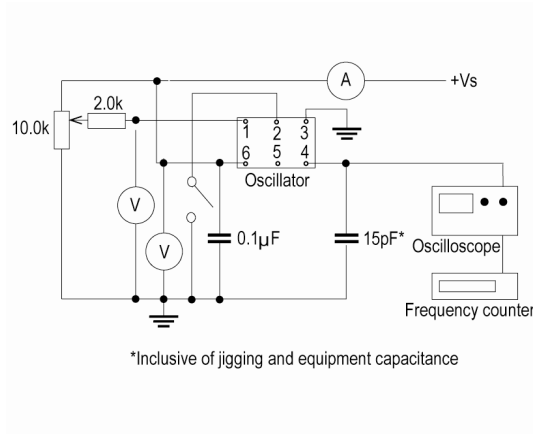 A
+Vs
2.0k
10.0k
1 2 3
6 5 4
Oscillator
V
V
0.1µF
15pF*
Oscilloscope
Frequency counter
*Inclusive of jigging and equipment capacitance